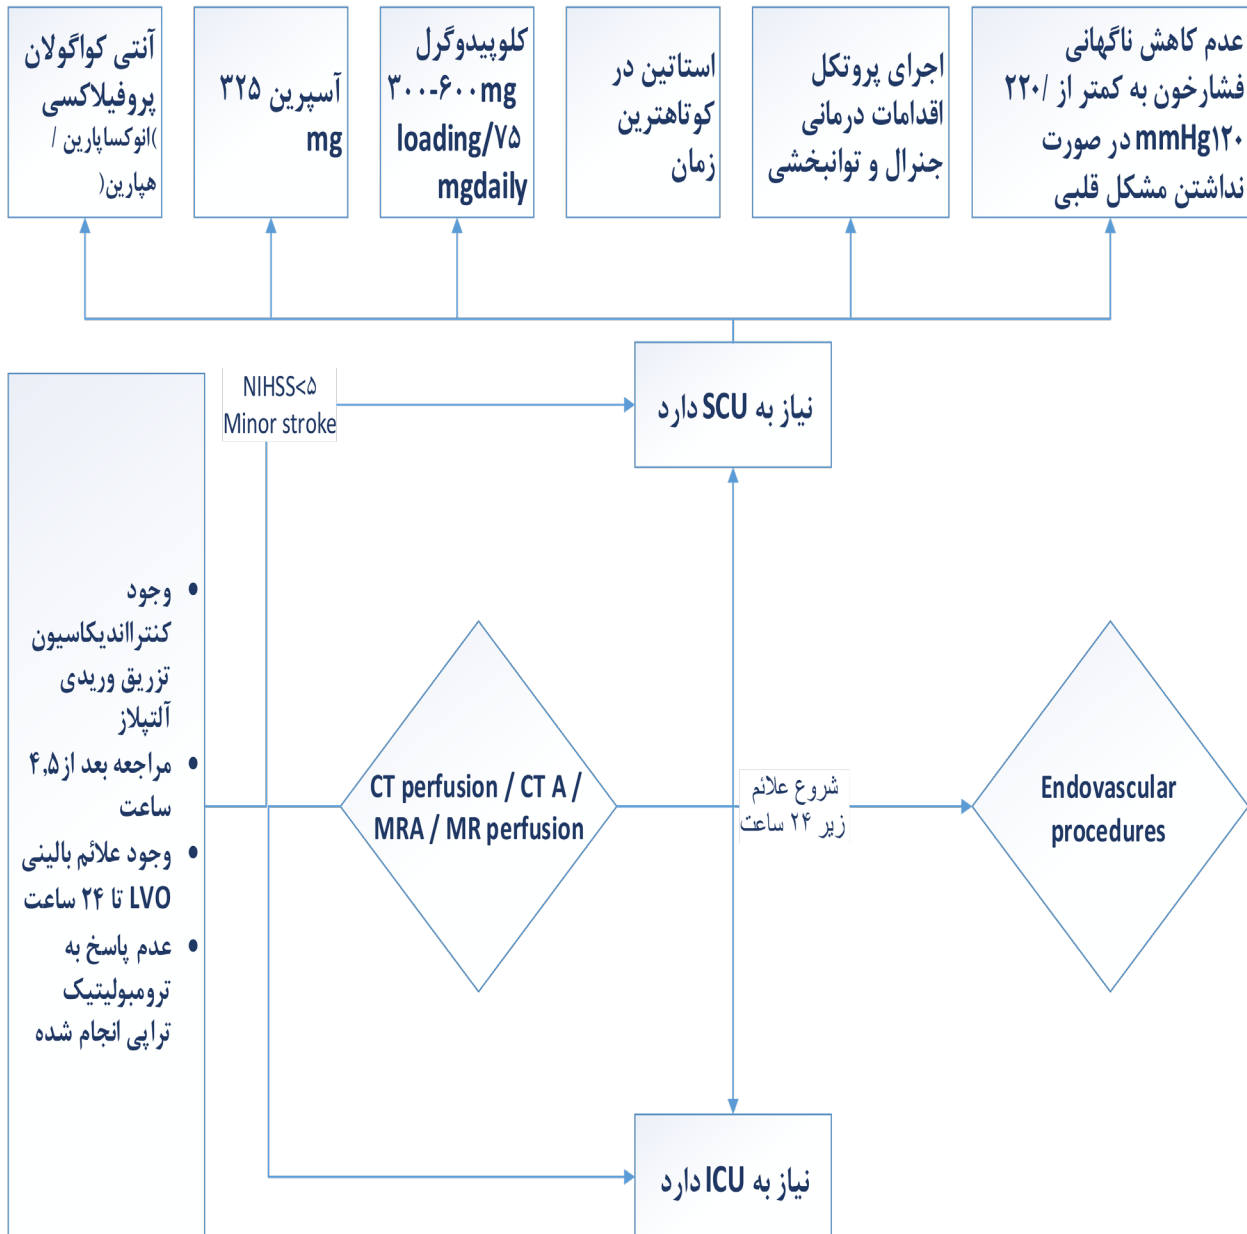 عدم کاهش ناگهانی
فشارخون به کمتر از /۲۲۰
mmHg۱۲۰ در صورت
نداشتن مشکل قلبی
اجرای پروتکل
اقدامات درمانی
جنرال و توانبخشی
استاتین در
کوتاهترین
زمان
کلوپیدوگرل
۳۰۰-۶۰۰mg
loading/۷۵
mgdaily
آسپرین ۳۲۵
mg
آنتی کواگولان
پروفیلاکسی
)انوکساپارین /
هپارین(
NIHSS<۵
Minor stroke
نیاز به SCU دارد
• وجود
کنترااندیکاسیون
تزریق وریدی
آلتپلاز
• مراجعه بعد از ۴,۵
ساعت
• وجود علائم بالینی
LVO تا ۲۴ ساعت
• عدم پاسخ به
ترومبولیتیک
تراپی انجام شده
CT perfusion / CT A /
MRA / MR perfusion
شروع علائم
زیر ۲۴ ساعت
Endovascular
procedures
نیاز به ICU دارد